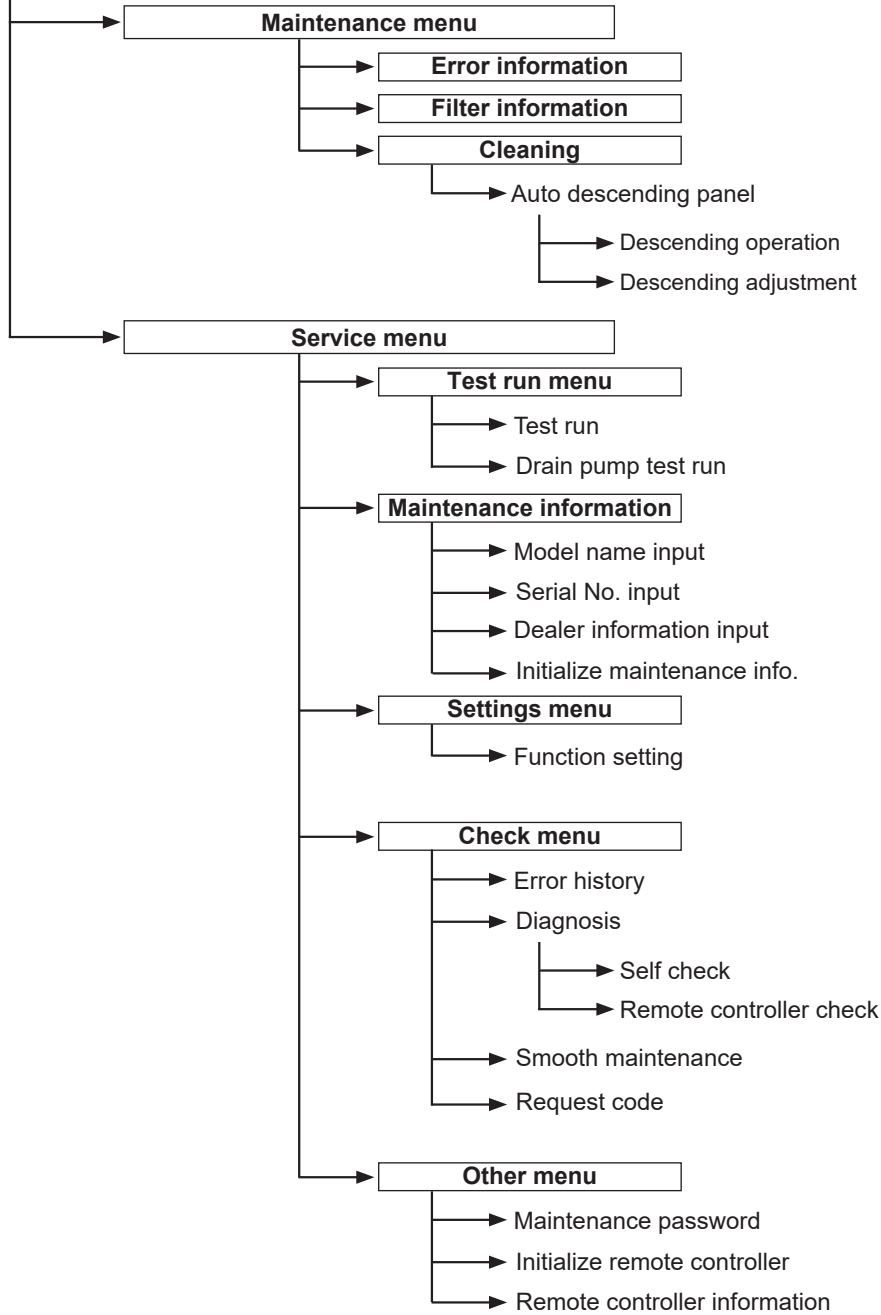 Maintenance menu
Error information
Filter information
Cleaning
Auto descending panel
Descending operation
Descending adjustment
Service menu
Test run menu
Test run
Drain pump test run
Maintenance information
Model name input
Serial No. input
Dealer information input
Initialize maintenance info.
Settings menu
Function setting
Check menu
Error history
Diagnosis
Self check
Remote controller check
Smooth maintenance
Request code
Other menu
Maintenance password
Initialize remote controller
Remote controller information